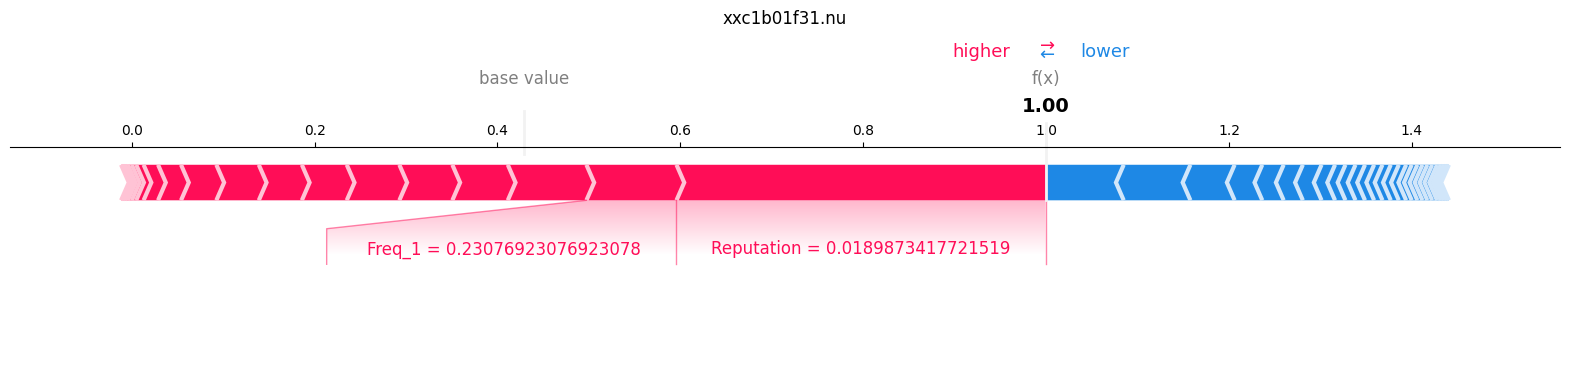 xxc1b01f31.nu
higher ⇄ lower
base value f(x)
1.00
0.0 0.2 0.4 0.6 0.8 1.0 1.2 1.4
Freq_1 = 0.23076923076923078 Reputation = 0.0189873417721519